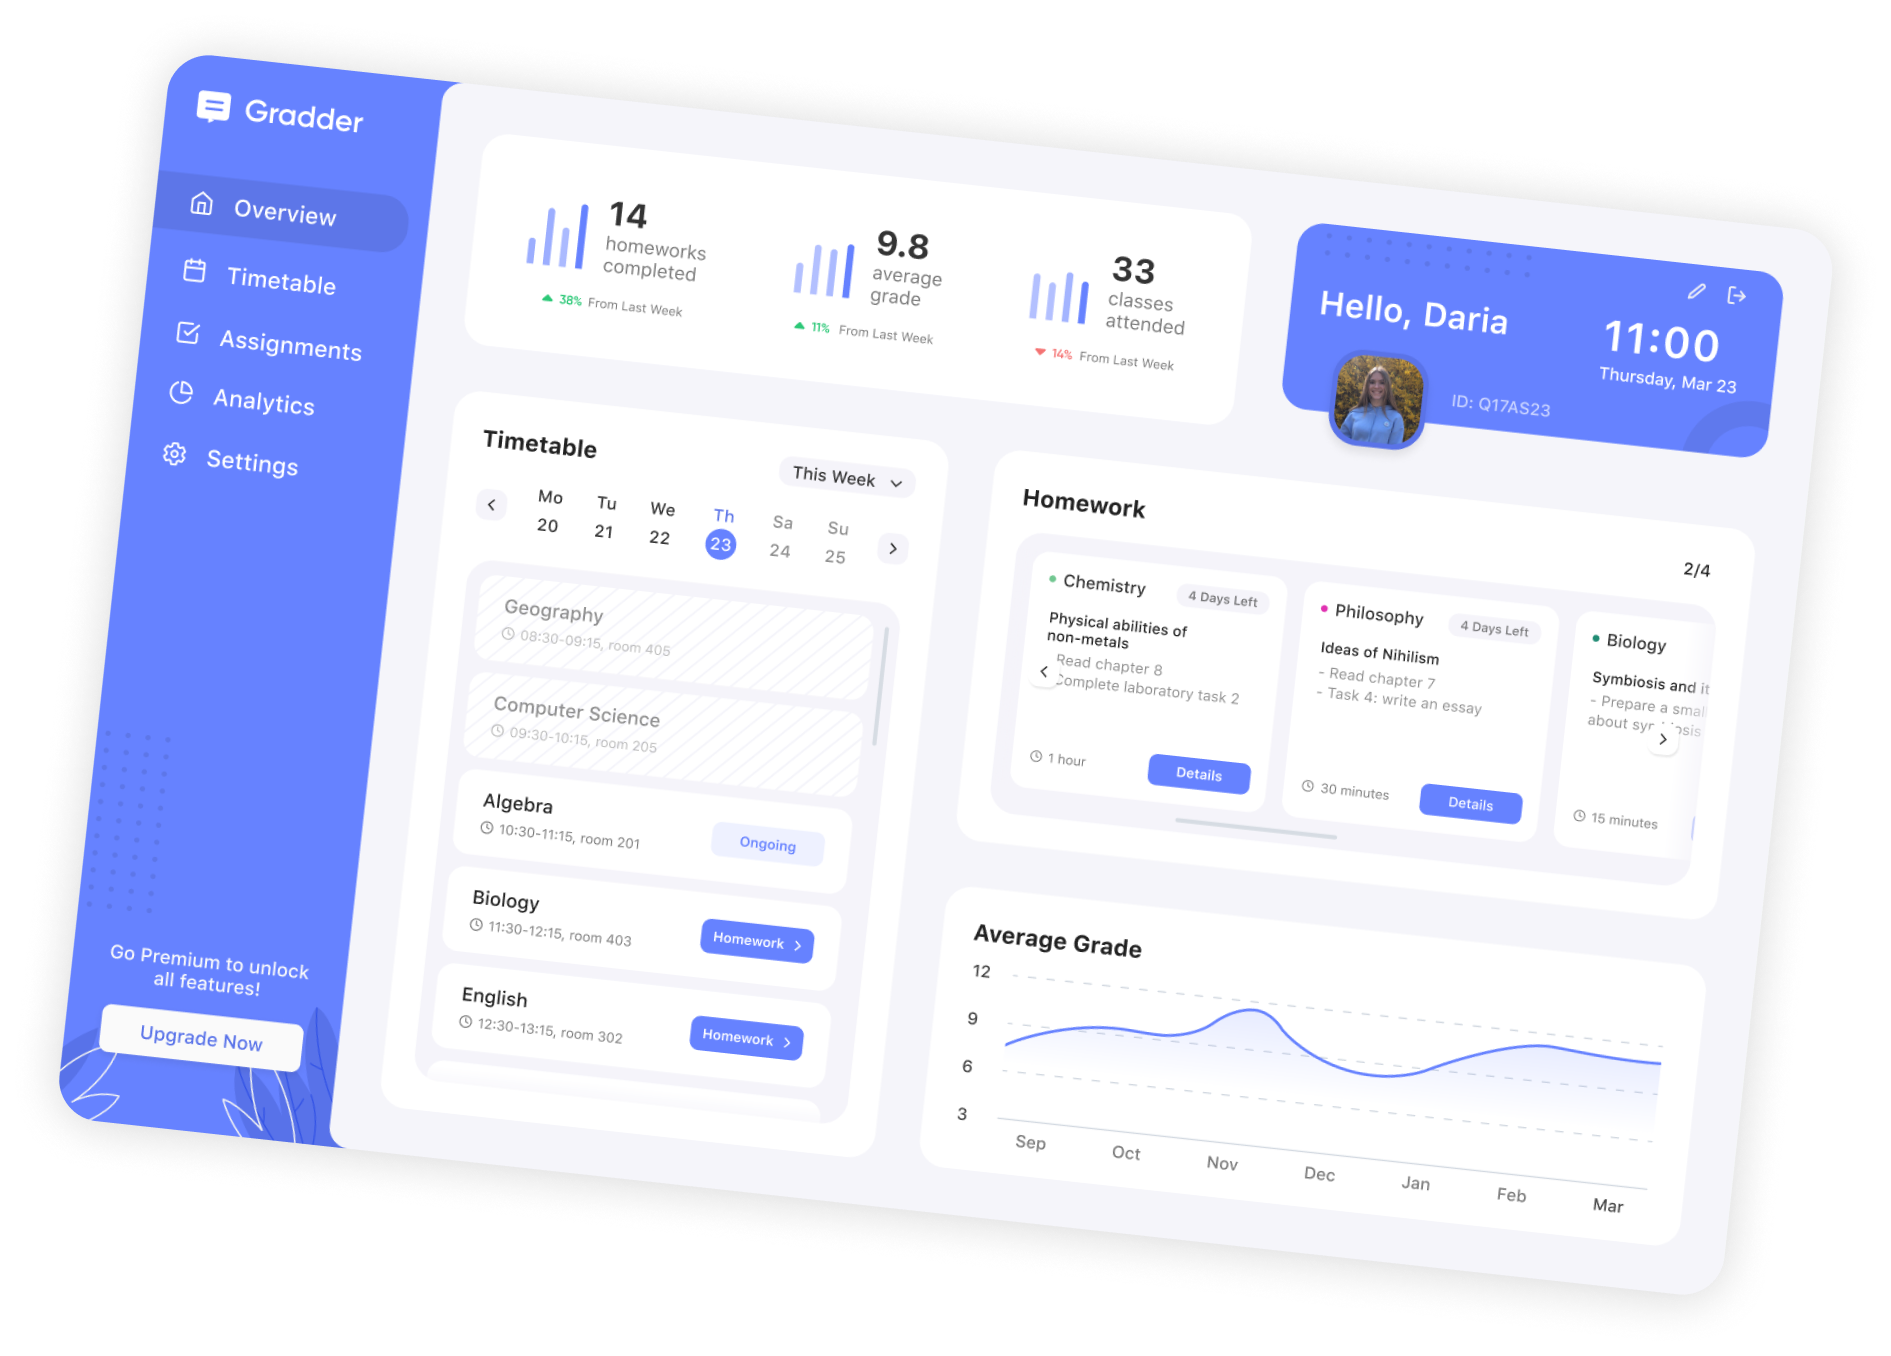 Gradder
Overview
Timetable
Assignments
Analytics
Settings
Go Premium to unlock
all features!
Upgrade Now
14
homeworks
completed
38% From Last Week
9.8
average
grade
11% From Last Week
33
classes
attended
14% From Last Week
Hello, Daria
11:00
Thursday, Mar 23
ID: Q17AS23
Timetable
This Week
Mo Tu We Th Sa Su
20 21 22 23 24 25
Geography
08:30-09:15, room 405
Computer Science
09:30-10:15, room 205
Algebra
10:30-11:15, room 201
Ongoing
Biology
11:30-12:15, room 403
Homework
English
12:30-13:15, room 302
Homework
Homework
2/4
Chemistry
4 Days Left
Physical abilities of
non-metals
Read chapter 8
Complete laboratory task 2
1 hour
Details
Philosophy
4 Days Left
Ideas of Nihilism
- Read chapter 7
- Task 4: write an essay
30 minutes
Details
Biology
Symbiosis and it
- Prepare a smal
about
15 minutes
Average Grade
12
9
6
3
Sep Oct Nov Dec Jan Feb Mar